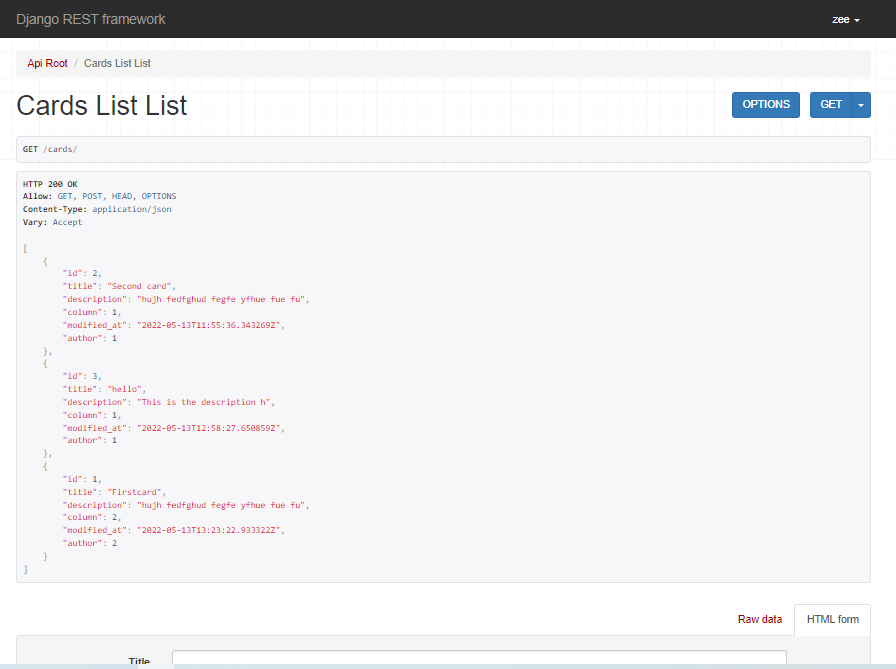 Django REST framework
zee
Api Root / Cards List List
Cards List List
OPTIONS
GET
GET /cards/
HTTP 200 OK
Allow: GET, POST, HEAD, OPTIONS
Content-Type: application/json
Vary: Accept
[
    {
        "id": 2,
        "title": "Second card",
        "description": "hujh fedfghud fegfe yfhue fue fu",
        "column": 1,
        "modified_at": "2022-05-13T11:55:36.343269Z",
        "author": 1
    },
    {
        "id": 3,
        "title": "hello",
        "description": "This is the description h",
        "column": 1,
        "modified_at": "2022-05-13T12:58:27.650859Z",
        "author": 1
    },
    {
        "id": 1,
        "title": "Firstcard",
        "description": "hujh fedfghud fegfe yfhue fue fu",
        "column": 2,
        "modified_at": "2022-05-13T13:23:22.933322Z",
        "author": 2
    }
]
Raw data
HTML form
Title